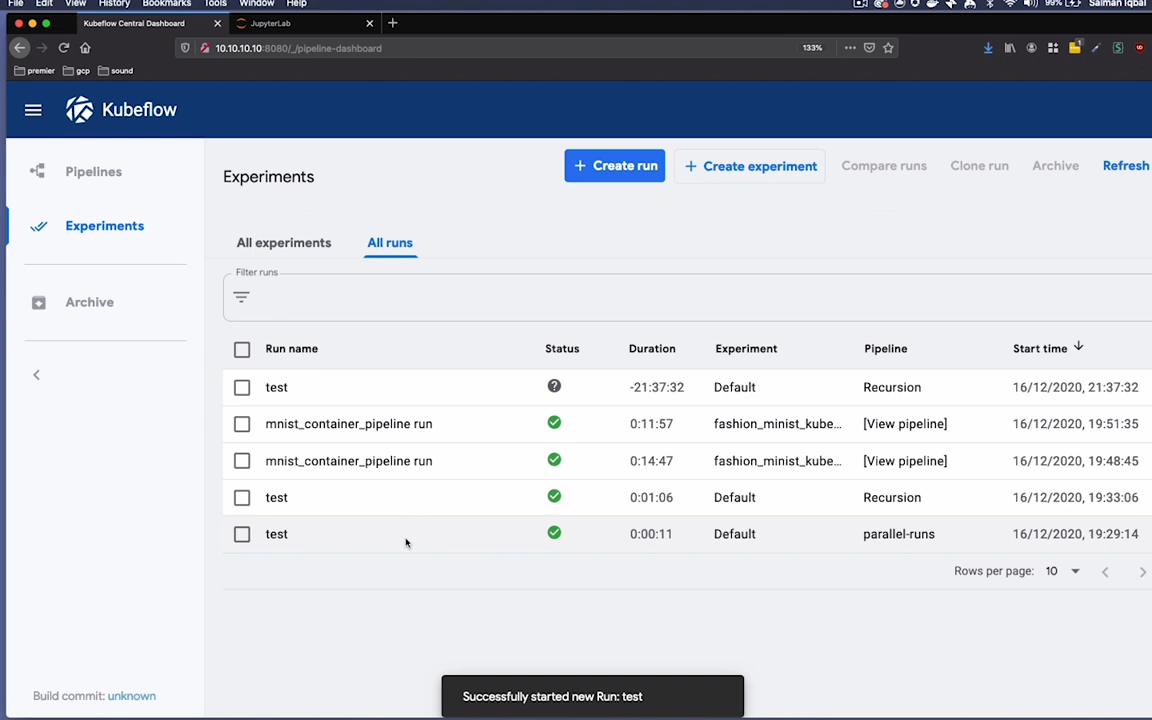 File Edit View History Bookmarks Tools Window Help 99% Salman Iqbal
Kubeflow Central Dashboard JupyterLab
10.10.10.10:8080/_/pipeline-dashboard 133%
premier gcp sound
Kubeflow
Pipelines
Experiments
Archive
Build commit: unknown
Experiments
+ Create run + Create experiment Compare runs Clone run Archive Refresh
All experiments All runs
Filter runs
Run name Status Duration Experiment Pipeline Start time
test -21:37:32 Default Recursion 16/12/2020, 21:37:32
mnist_container_pipeline run 0:11:57 fashion_minist_kube... [View pipeline] 16/12/2020, 19:51:35
mnist_container_pipeline run 0:14:47 fashion_minist_kube... [View pipeline] 16/12/2020, 19:48:45
test 0:01:06 Default Recursion 16/12/2020, 19:33:06
test 0:00:11 Default parallel-runs 16/12/2020, 19:29:14
Rows per page: 10
Successfully started new Run: test